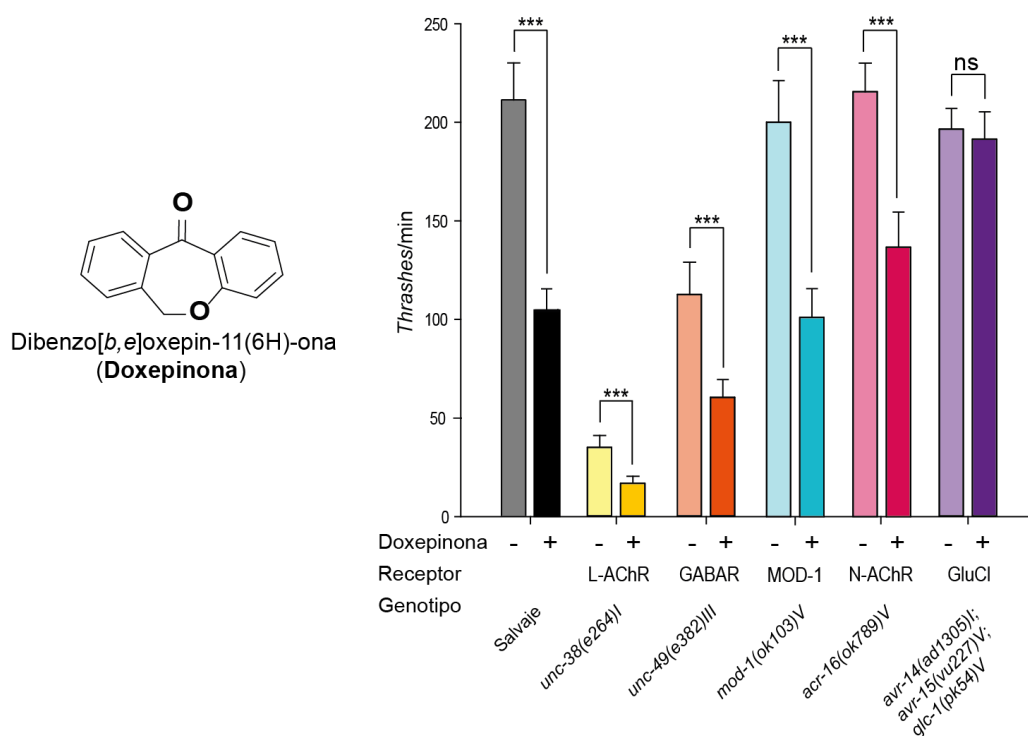 O
O
Dibenzo[b,e]oxepin-11(6H)-ona
(Doxepinona)
Thrashes/min
250
200
150
100
50
0
***
***
***
***
***
ns
Doxepinona - + - + - + - + - + - +
Receptor L-AChR GABAR MOD-1 N-AChR GluCl
Genotipo
Salvaje
unc-38(e264)I
unc-49(e382)III
mod-1(ok103)V
acr-16(ok789)V
avr-14(ad1305)I;
avr-15(vu227)V;
glc-1(pk54)V